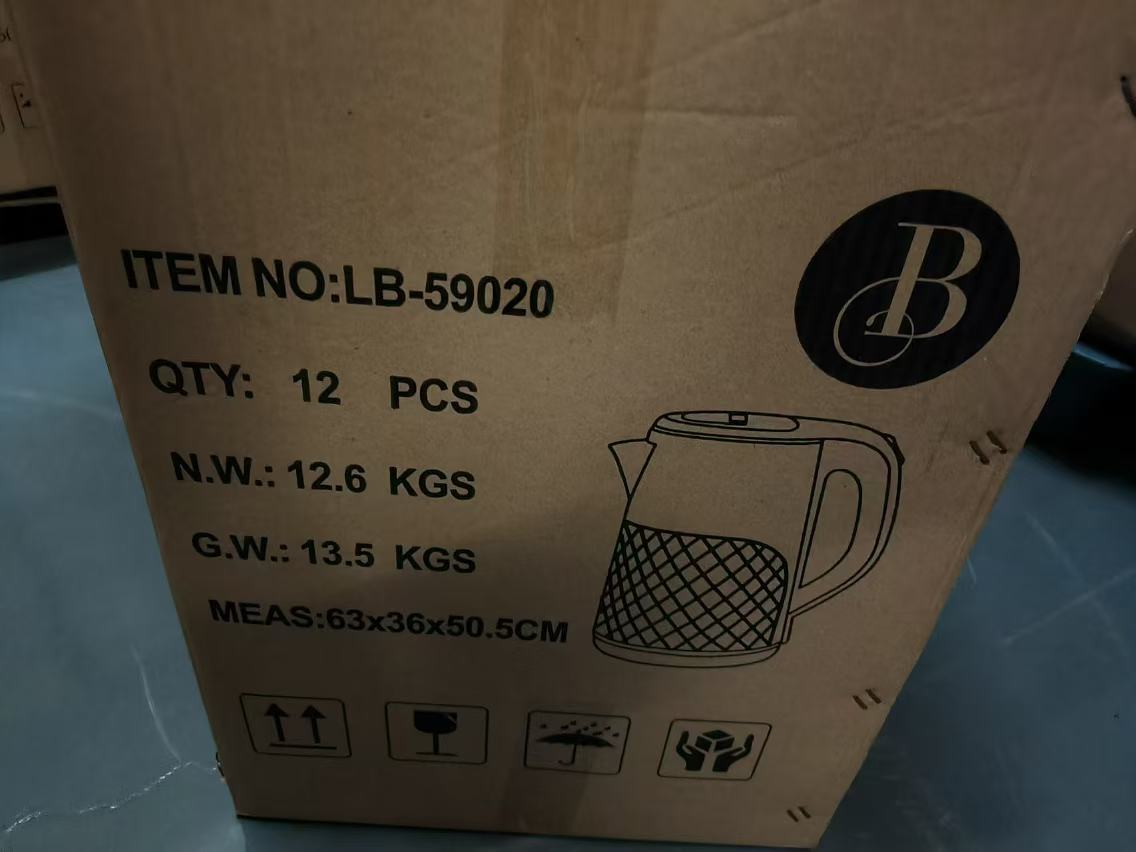 ITEM NO:LB-59020
B
QTY: 12 PCS
N.W.: 12.6 KGS
G.W.: 13.5 KGS
MEAS:63x36x50.5CM